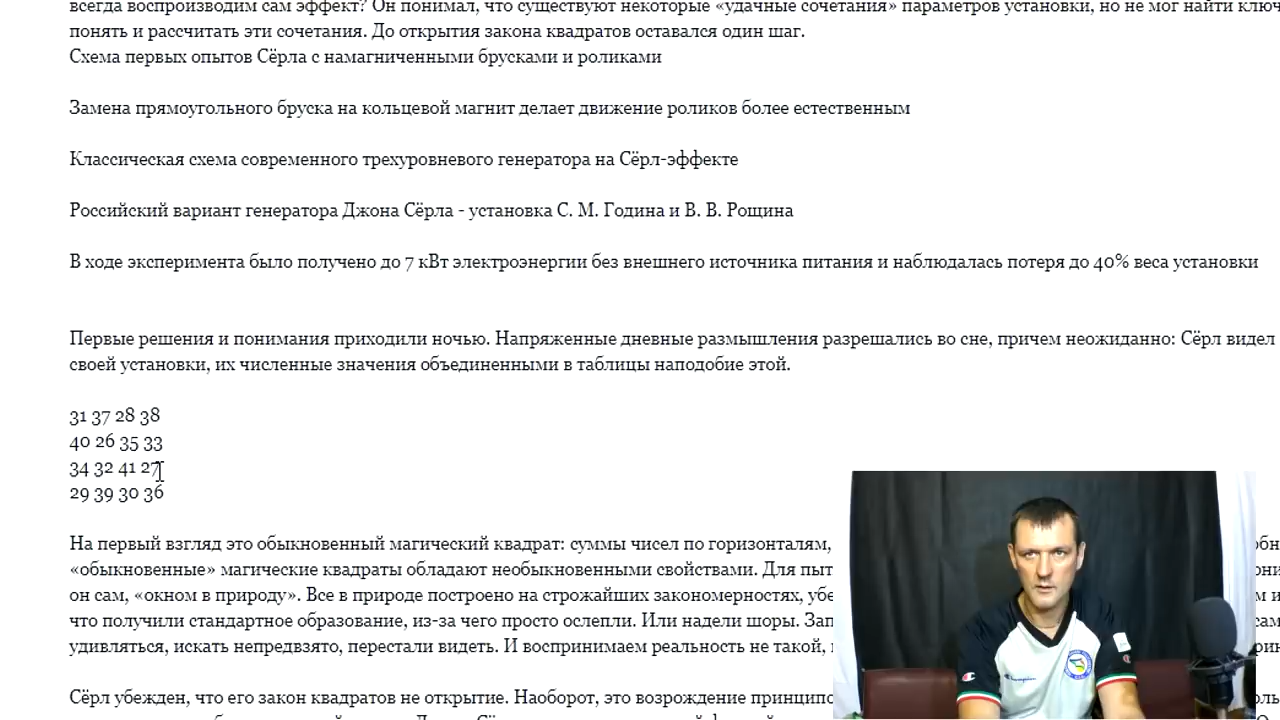 всегда воспроизводим сам эффект? Он понимал, что существуют некоторые «удачные сочетания» параметров установки, но не мог найти ключ
понять и рассчитать эти сочетания. До открытия закона квадратов оставался один шаг.
Схема первых опытов Сёрла с намагниченными брусками и роликами
Замена прямоугольного бруска на кольцевой магнит делает движение роликов более естественным
Классическая схема современного трехуровневого генератора на Сёрл-эффекте
Российский вариант генератора Джона Сёрла - установка С. М. Година и В. В. Рощина
В ходе эксперимента было получено до 7 кВт электроэнергии без внешнего источника питания и наблюдалась потеря до 40% веса установки
Первые решения и понимания приходили ночью. Напряженные дневные размышления разрешались во сне, причем неожиданно: Сёрл видел
своей установки, их численные значения объединенными в таблицы наподобие этой.
31 37 28 38
40 26 35 33
34 32 41 27
29 39 30 36
На первый взгляд это обыкновенный магический квадрат: суммы чисел по горизонталям,
«обыкновенные» магические квадраты обладают необыкновенными свойствами. Для пыт
он сам, «окном в природу». Все в природе построено на строжайших закономерностях, убе
что получили стандартное образование, из-за чего просто ослепли. Или надели шоры. Зап
удивляться, искать непредвзято, перестали видеть. И воспринимаем реальность не такой,
Сёрл убежден, что его закон квадратов не открытие. Наоборот, это возрождение принципо
Champion